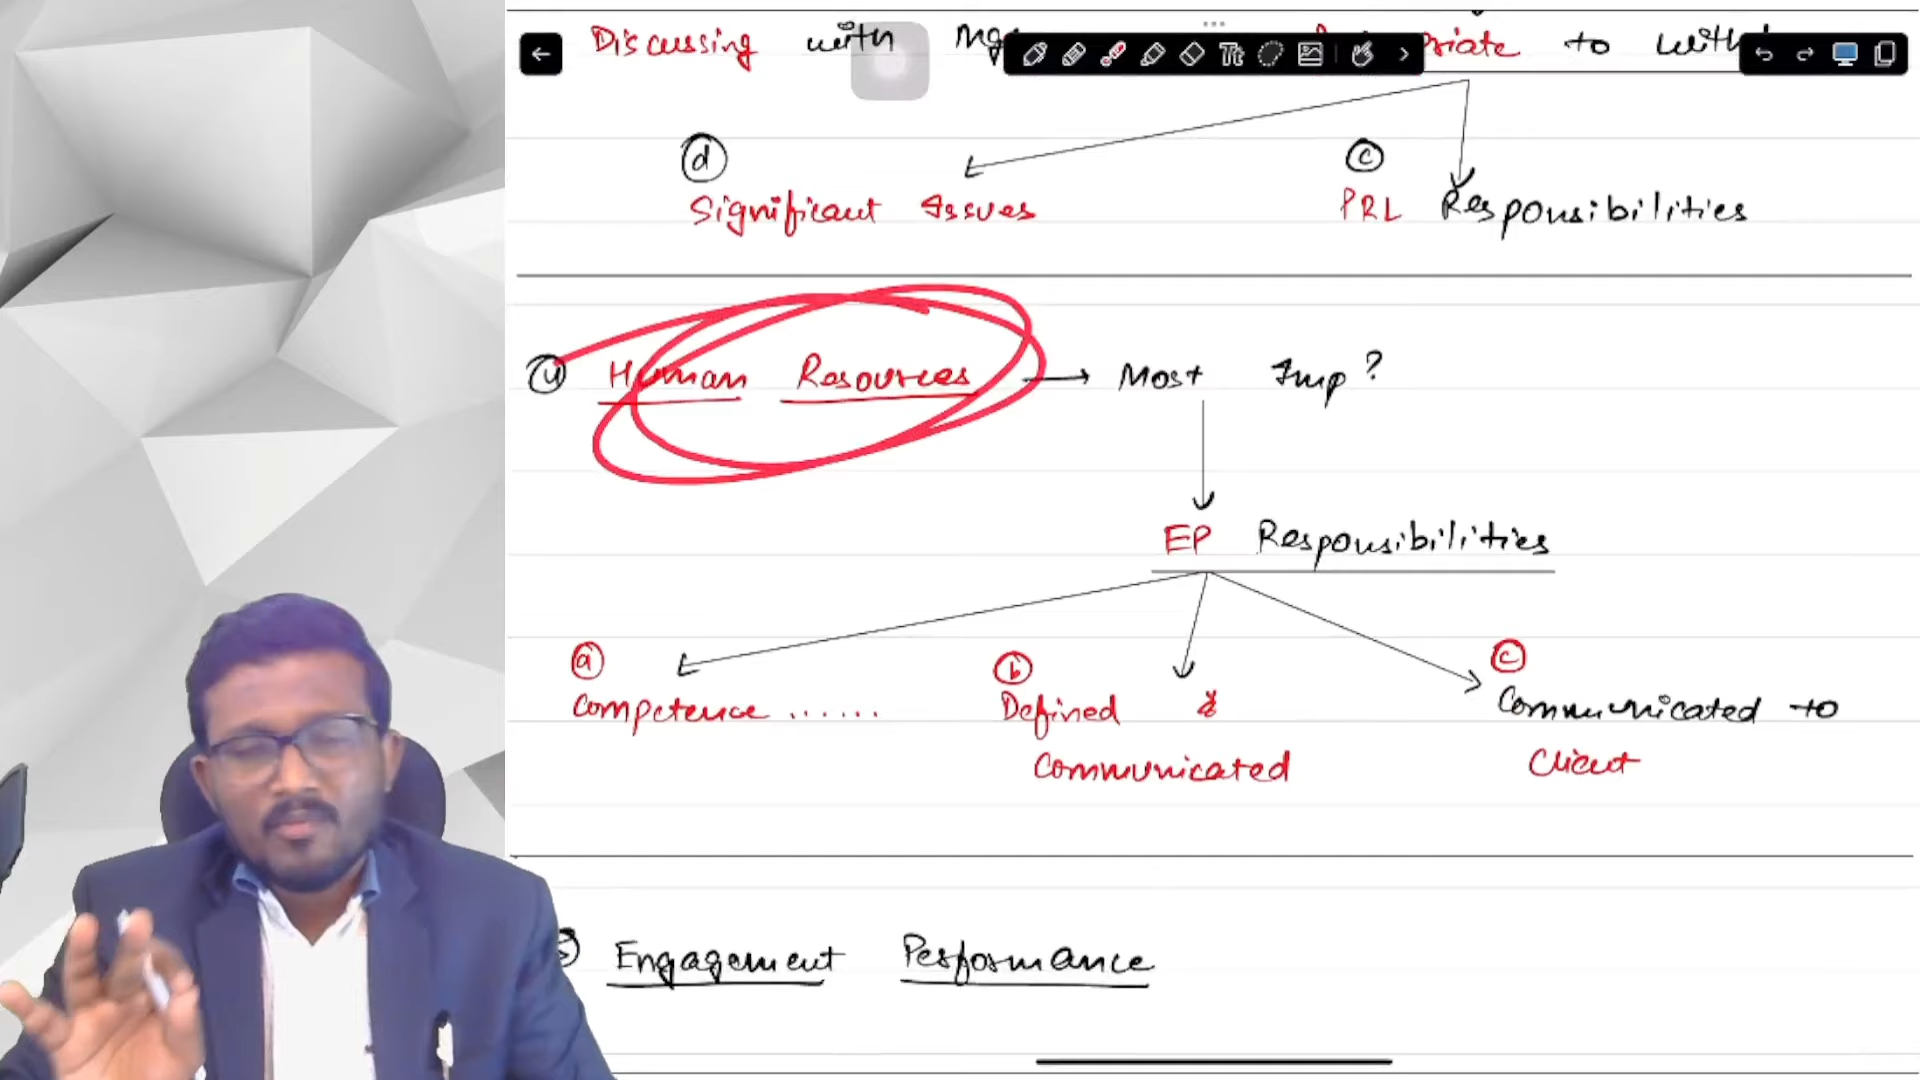 Discussing with priate to
d c
Significant Issues PRL Responsibilities
4 Human Resources → Most Imp?
EP Responsibilities
a b c
Competence ...... Defined & Communicated to
Communicated Client
Engagement Performance